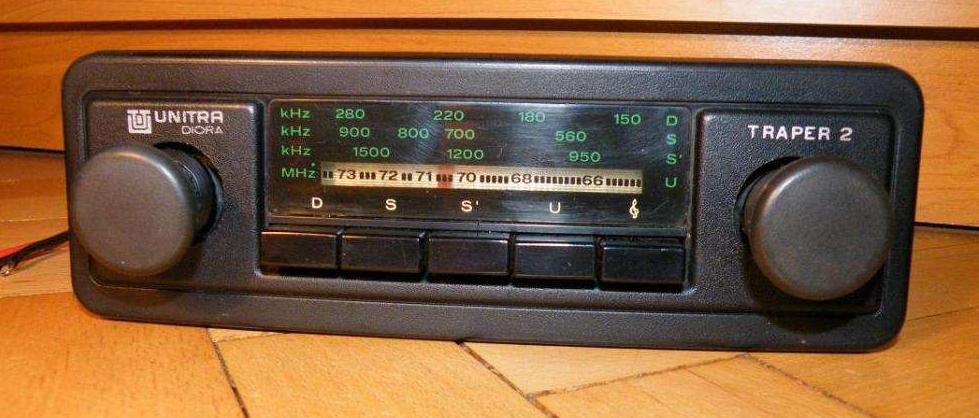 UNITRA
DIORA
kHz 280 220 180 150 D
kHz 900 800 700 560 S
kHz 1500 1200 950 S'
MHz 73 72 71 70 68 66 U
D S S' U
TRAPER 2